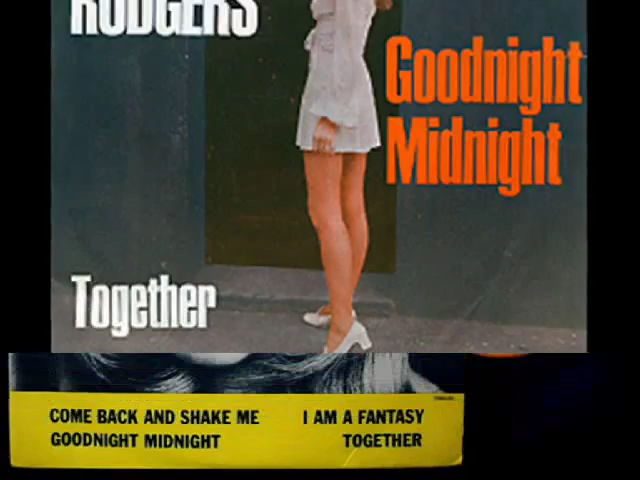 RODGERS
Goodnight
Midnight
Together
COME BACK AND SHAKE ME
I AM A FANTASY
GOODNIGHT MIDNIGHT
TOGETHER